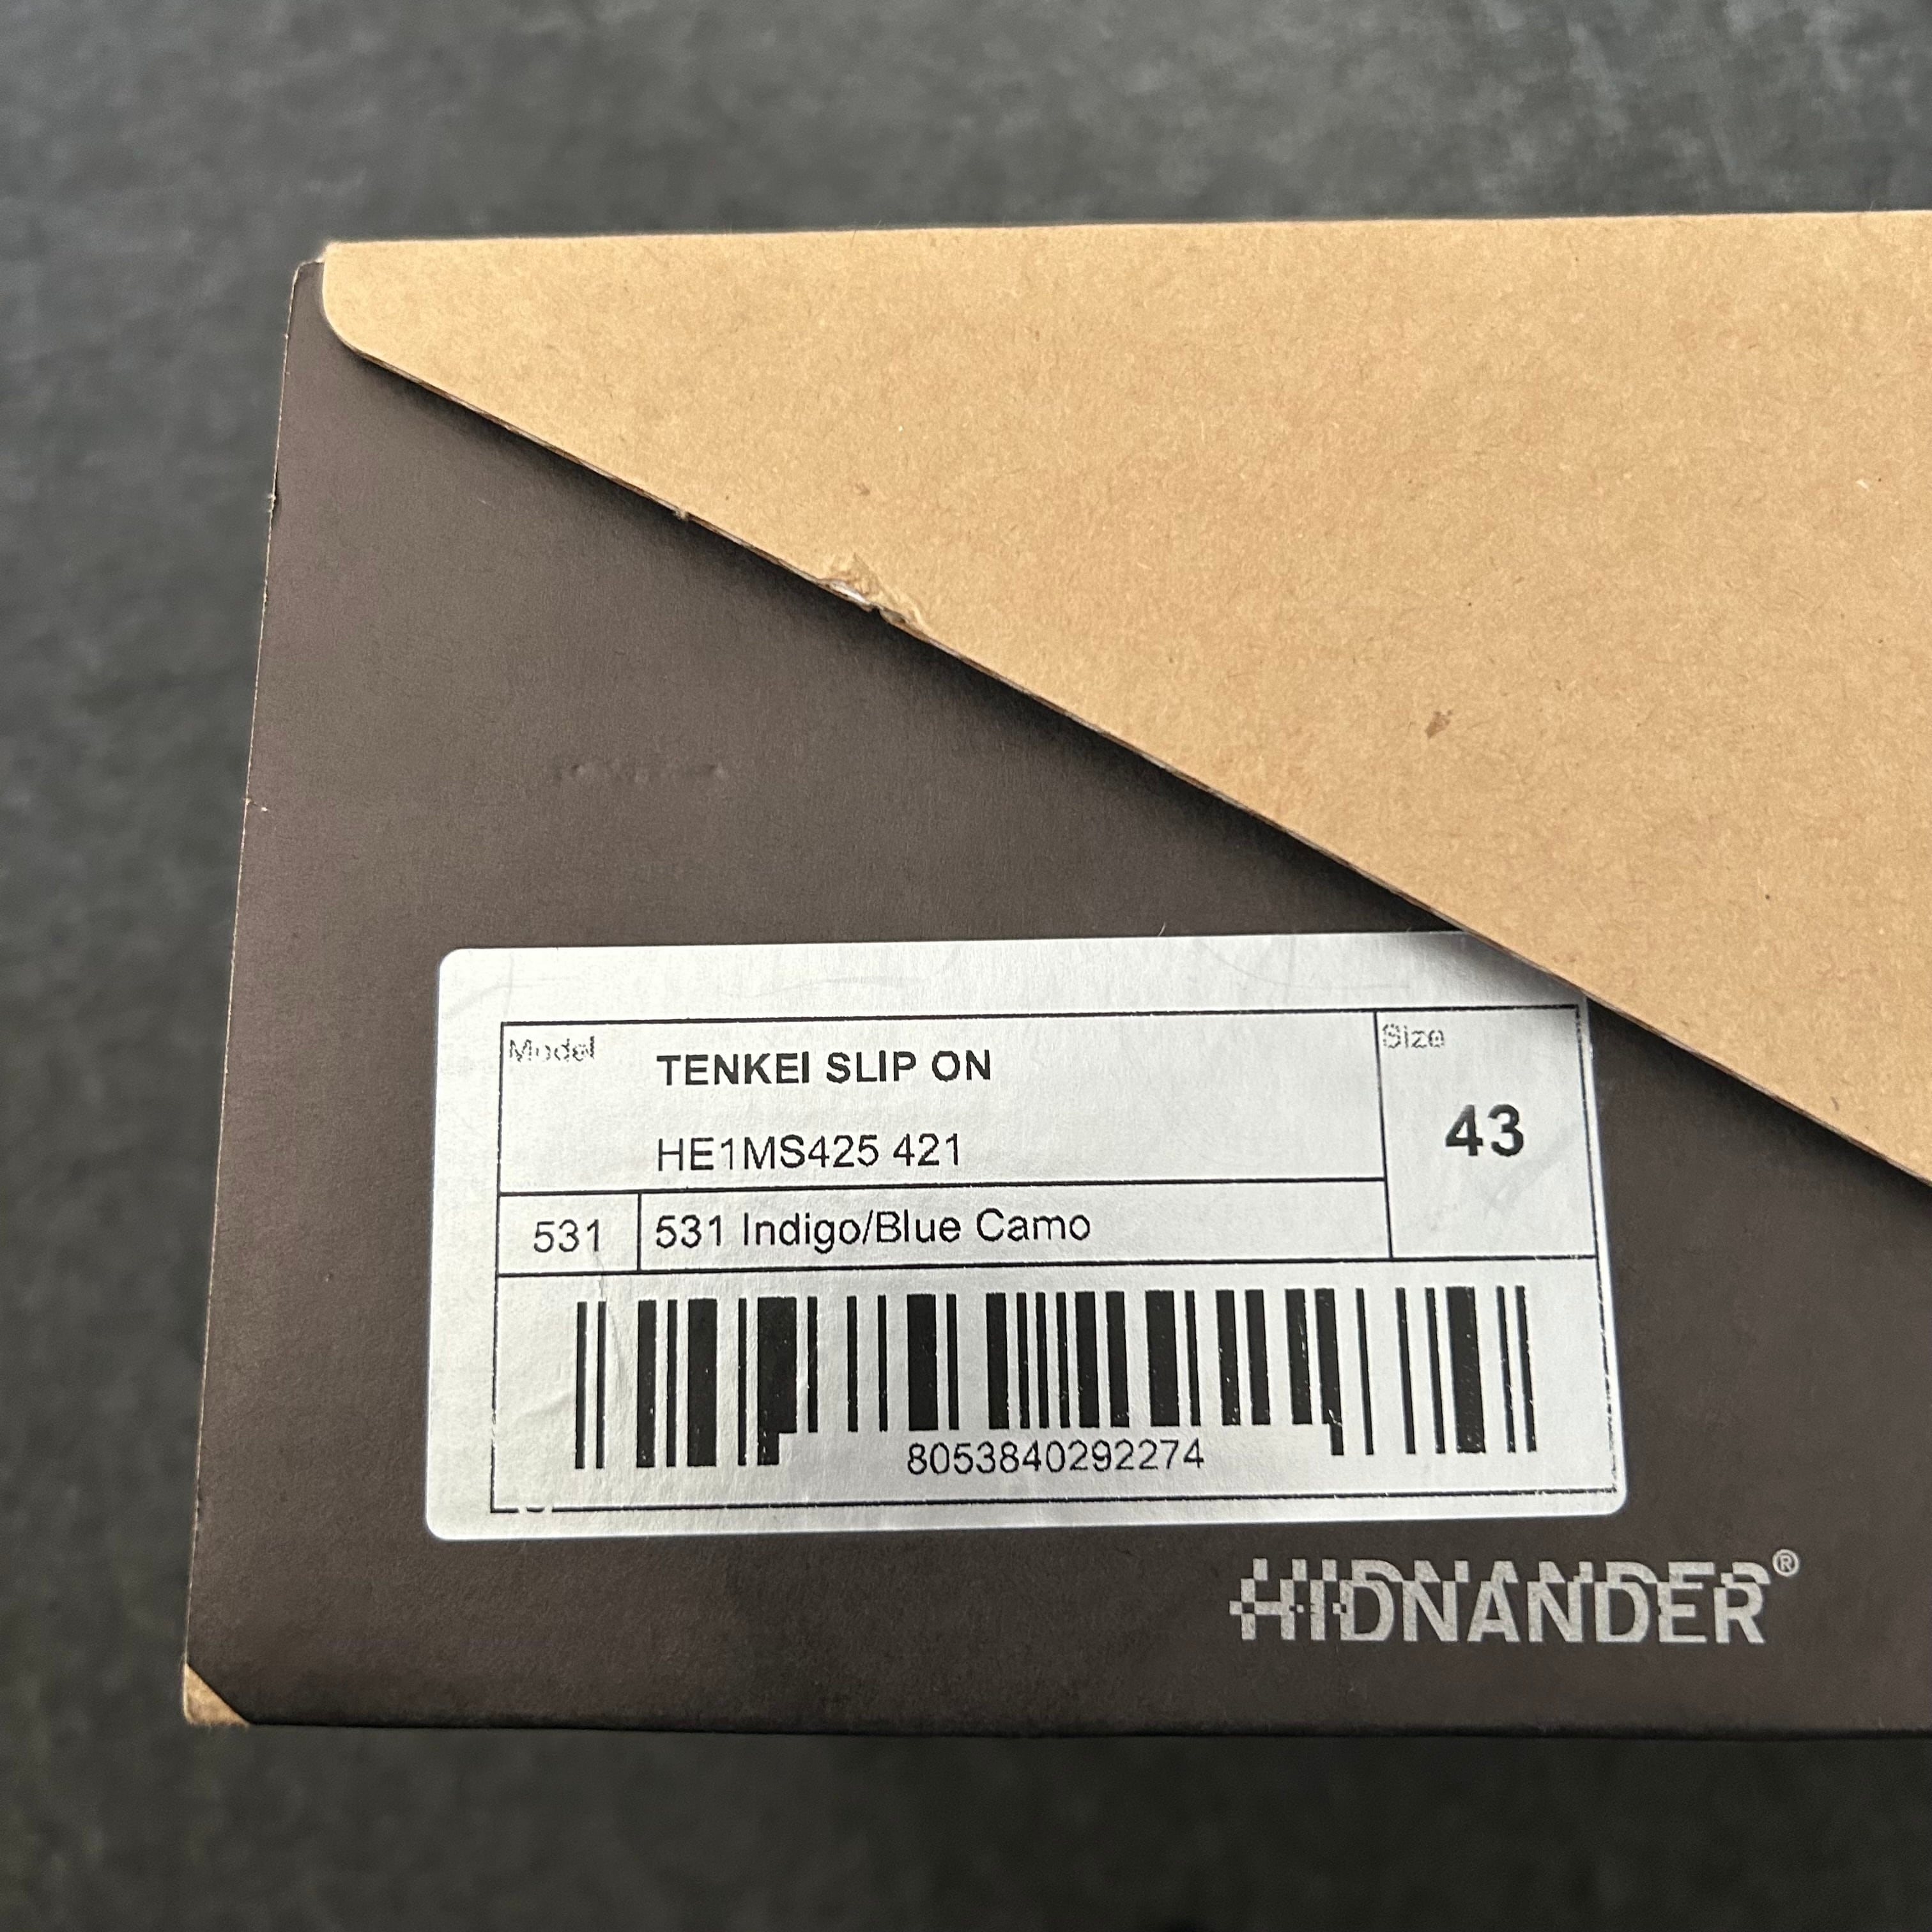 Model
TENKEI SLIP ON
Size
HE1MS425 421
43
531
531 Indigo/Blue Camo
8053840292274
HIDNANDER®